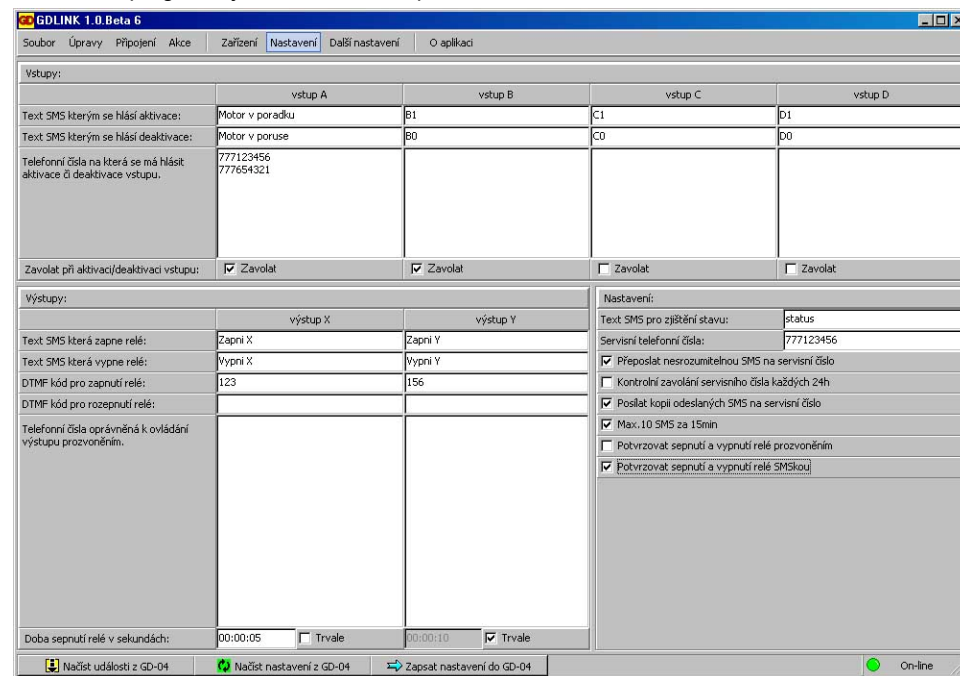 GDLINK 1.0.Beta 6
Soubor Úpravy Připojení Akce Zařízení Nastavení Další nastavení O aplikaci
Vstupy:
vstup A vstup B vstup C vstup D
Text SMS kterým se hlásí aktivace: Motor v poradku B1 C1 D1
Text SMS kterým se hlásí deaktivace: Motor v poruse B0 C0 D0
Telefonní čísla na která se má hlásit
aktivace či deaktivace vstupu.
777123456
777654321
Zavolat při aktivaci/deaktivaci vstupu: Zavolat Zavolat Zavolat Zavolat
Výstupy:
výstup X výstup Y
Text SMS která zapne relé: Zapni X Zapni Y
Text SMS která vypne relé: Vypni X Vypni Y
DTMF kód pro zapnutí relé: 123 156
DTMF kód pro rozepnutí relé:
Telefonní čísla oprávněná k ovládání
výstupu prozvoněním.
Doba sepnutí relé v sekundách: 00:00:05 Trvale 00:00:10 Trvale
Nastavení:
Text SMS pro zjištění stavu: status
Servisní telefonní čísla: 777123456
Přeposlat nesrozumitelnou SMS na servisní číslo
Kontrolní zavolání servisního čísla každých 24h
Posílat kopii odeslaných SMS na servisní číslo
Max.10 SMS za 15min
Potvrzovat sepnutí a vypnutí relé prozvoněním
Potvrzovat sepnutí a vypnutí relé SMSkou
Načíst události z GD-04 Načíst nastavení z GD-04 Zapsat nastavení do GD-04 On-line